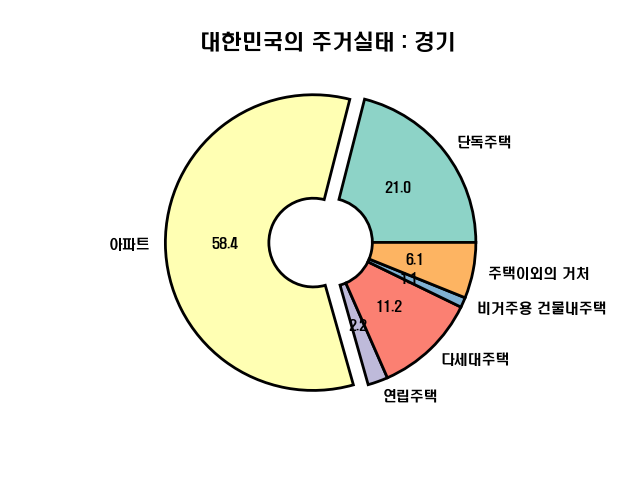 대한민국의 주거실태 : 경기
단독주택
21.0
아파트
58.4
6.1
주택이외의 거처
1.1
비거주용 건물내주택
11.2
2.2
다세대주택
연립주택